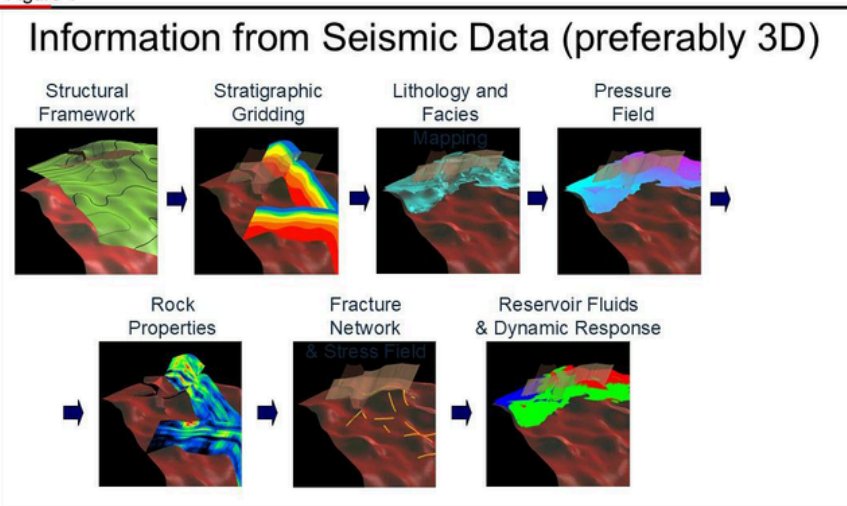 Information from Seismic Data (preferably 3D)
Structural
Framework
Stratigraphic
Gridding
Lithology and
Facies
Mapping
Pressure
Field
Rock
Properties
Fracture
Network
& Stress Field
Reservoir Fluids
& Dynamic Response